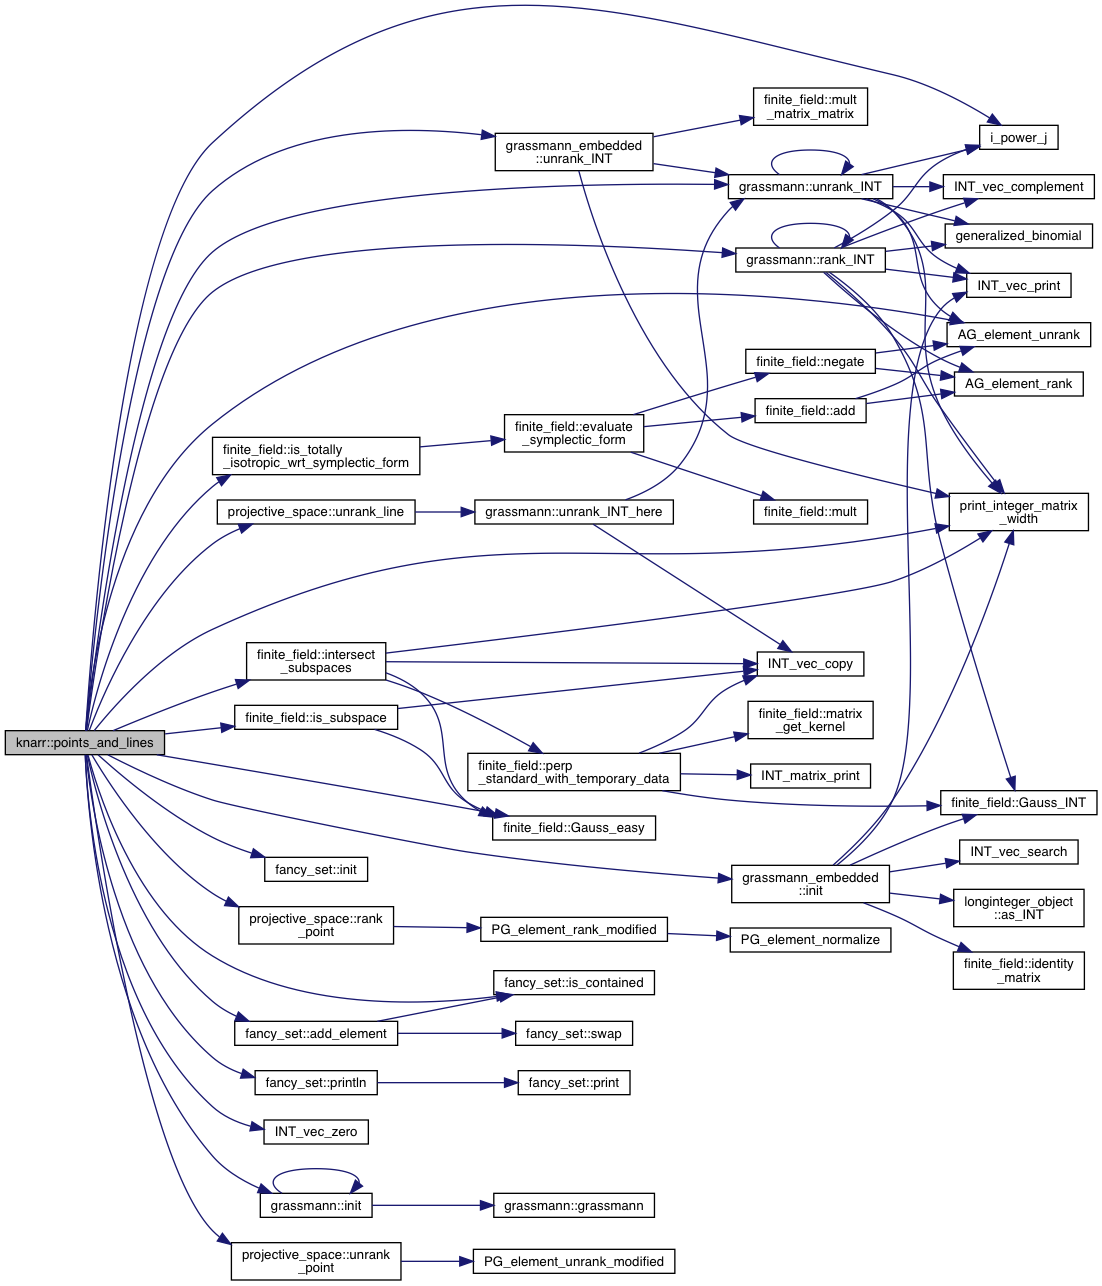 finite_field::mult
_matrix_matrix
i_power_j
grassmann_embedded
::unrank_INT
grassmann::unrank_INT
INT_vec_complement
generalized_binomial
grassmann::rank_INT
INT_vec_print
AG_element_unrank
finite_field::negate
AG_element_rank
finite_field::add
finite_field::evaluate
_symplectic_form
finite_field::is_totally
_isotropic_wrt_symplectic_form
projective_space::unrank_line
grassmann::unrank_INT_here
finite_field::mult
print_integer_matrix
_width
finite_field::intersect
_subspaces
INT_vec_copy
finite_field::is_subspace
finite_field::matrix
_get_kernel
knarr::points_and_lines
finite_field::perp
_standard_with_temporary_data
INT_matrix_print
finite_field::Gauss_INT
finite_field::Gauss_easy
INT_vec_search
fancy_set::init
grassmann_embedded
::init
longinteger_object
::as_INT
projective_space::rank
_point
PG_element_rank_modified
PG_element_normalize
finite_field::identity
_matrix
fancy_set::is_contained
fancy_set::add_element
fancy_set::swap
fancy_set::println
fancy_set::print
INT_vec_zero
grassmann::init
grassmann::grassmann
projective_space::unrank
_point
PG_element_unrank_modified